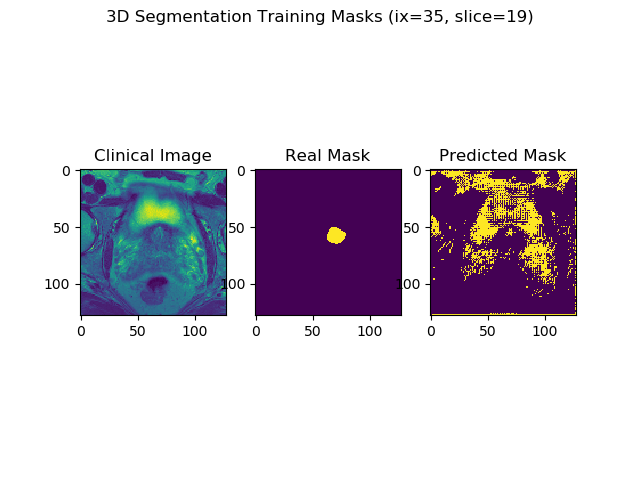 3D Segmentation Training Masks (ix=35, slice=19)
Clinical Image Real Mask Predicted Mask
0 0 0
50 50 50
100 100 100
0 50 100 0 50 100 0 50 100